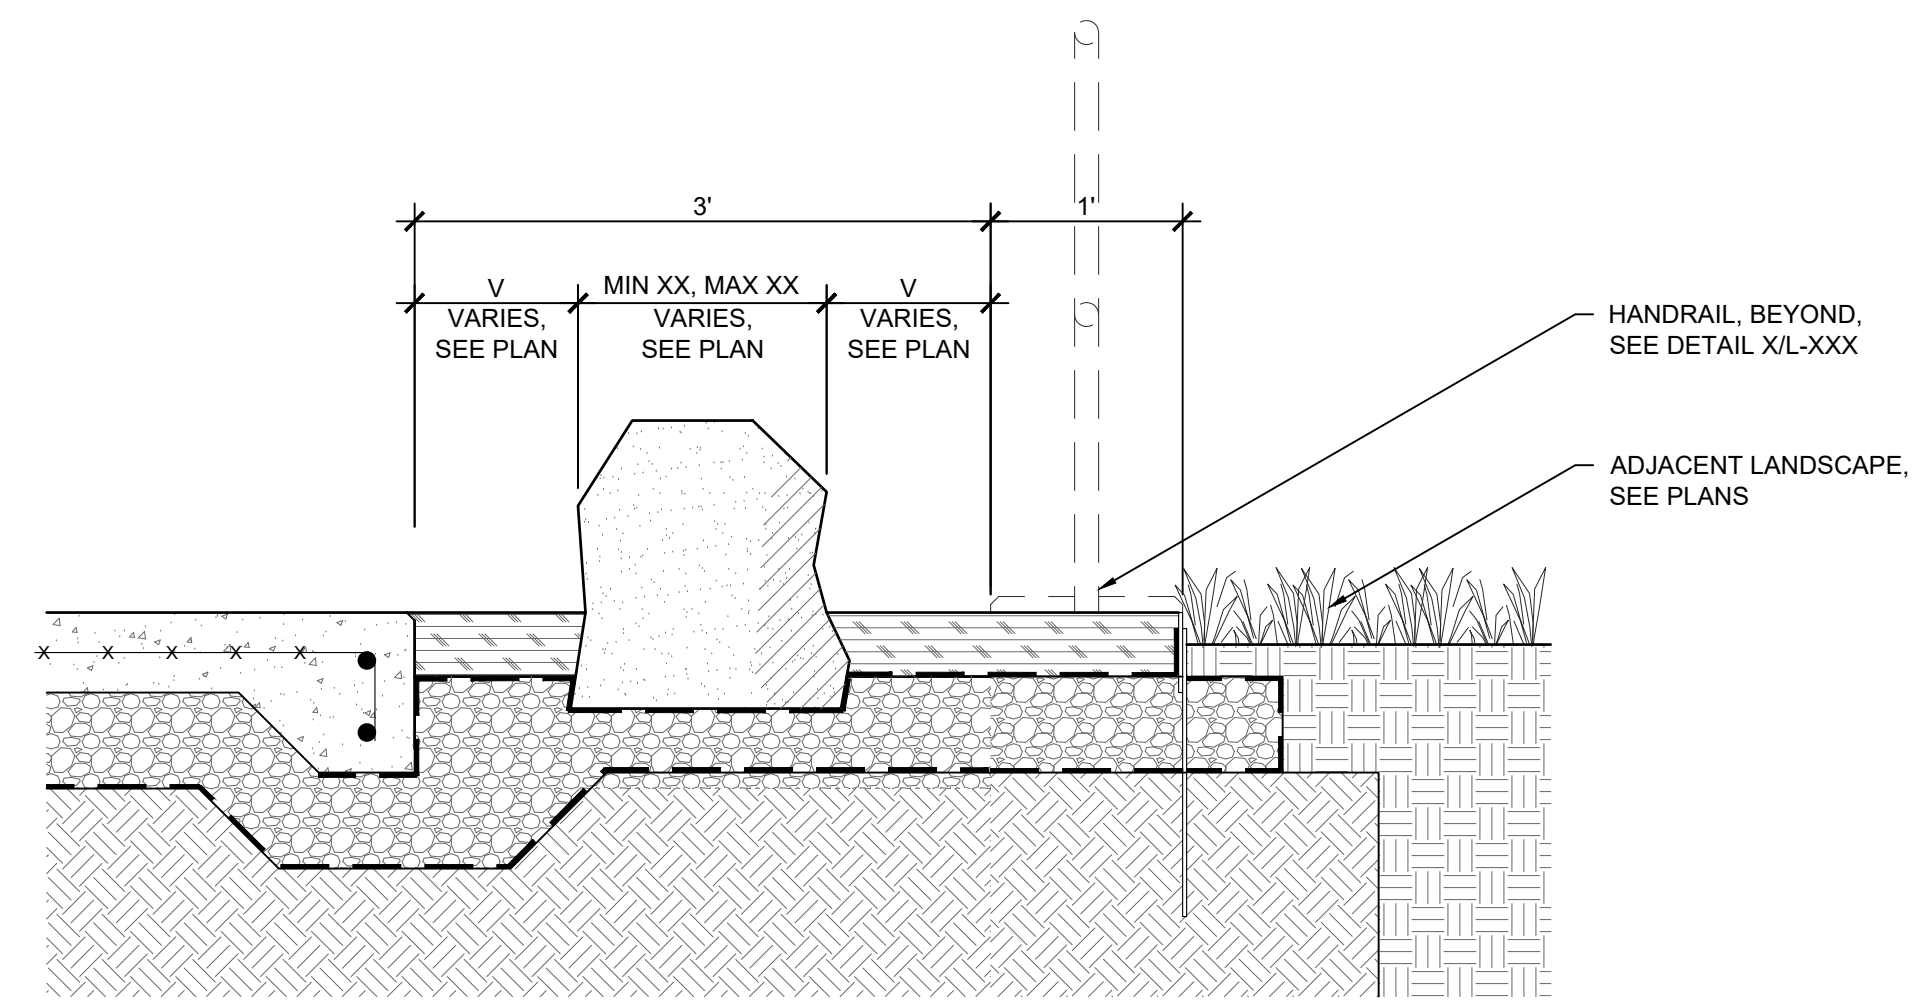 3'
1'
V
MIN XX, MAX XX
V
VARIES,
SEE PLAN
VARIES,
SEE PLAN
VARIES,
SEE PLAN
HANDRAIL, BEYOND,
SEE DETAIL X/L-XXX
ADJACENT LANDSCAPE,
SEE PLANS
X X X X X